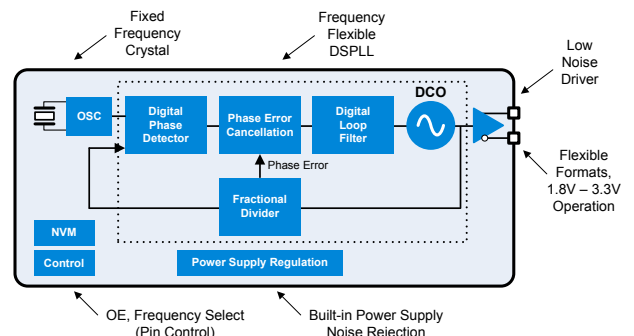 Fixed
Frequency
Crystal
Frequency
Flexible
DSPLL
Low
Noise
Driver
DCO
OSC
Digital
Phase
Detector
Phase Error
Cancellation
Digital
Loop
Filter
Phase Error
Fractional
Divider
Flexible
Formats,
1.8V – 3.3V
Operation
NVM
Control
Power Supply Regulation
OE, Frequency Select
(Pin Control)
Built-in Power Supply
Noise Rejection